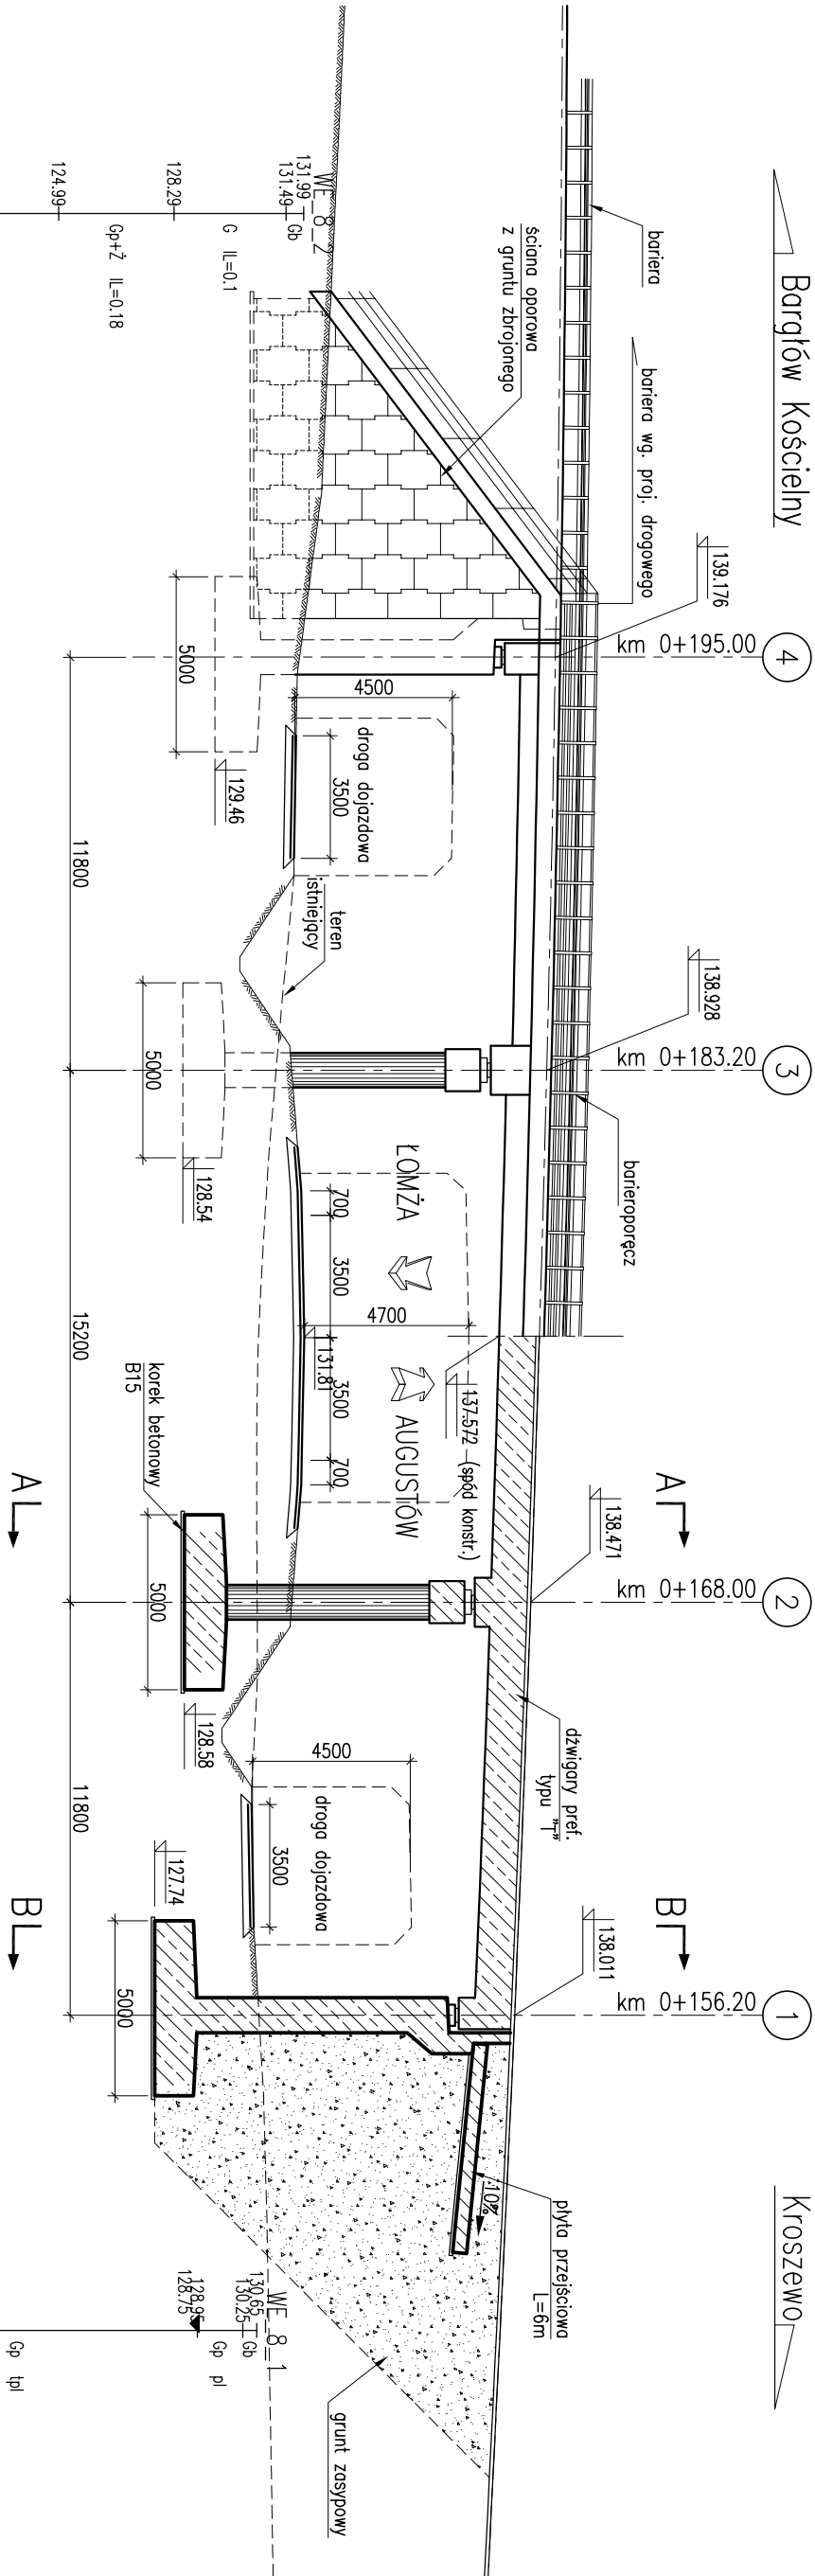 Bargłów Kościelny
Kroszewo
bariera
bariera wg. proj. drogowego
ściana oporowa
z gruntu zbrojonego
139.176
km 0+195.00
4
138.928
km 0+183.20
3
barieroporęcz
138.471
km 0+168.00
2
138.011
km 0+156.20
1
A
A
B
B
dźwigary pref.
typu "T"
płyta przejściowa
L=6m
10%
grunt zasypowy
137.572
(spód konstr.)
ŁOMŻA
AUGUSTÓW
4500
droga dojazdowa
3500
teren
istniejący
4700
131.81
700
3500
3500
700
4500
droga dojazdowa
3500
korek betonowy
B15
5000
129.46
5000
128.54
5000
128.58
5000
127.74
11800
15200
11800
WE_8_2
131.99
131.49
Gb
G IL=0.1
128.29
Gp+Ż IL=0.18
124.99
WE_8_1
130.65
130.25
Gb
128.95
128.75
Gp pl
Gp tpl